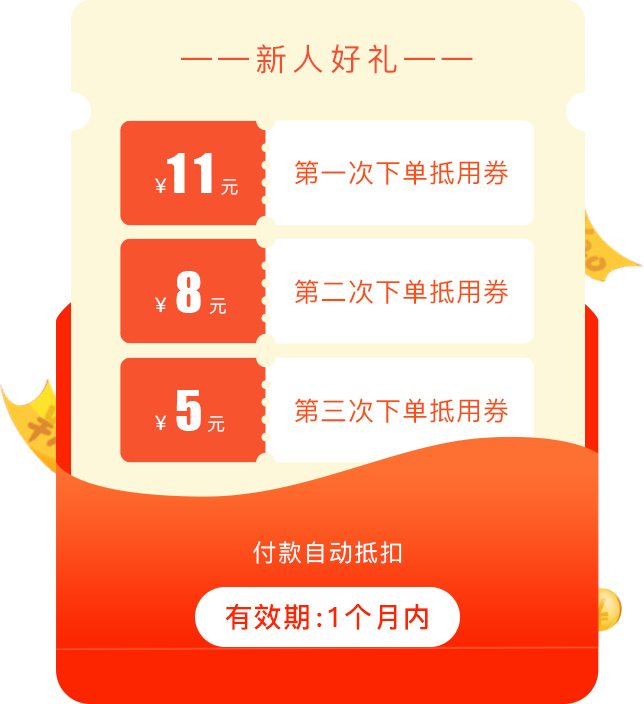 ——新人好礼——
¥11元 第一次下单抵用券
¥8元 第二次下单抵用券
¥5元 第三次下单抵用券
付款自动抵扣
有效期:1个月内